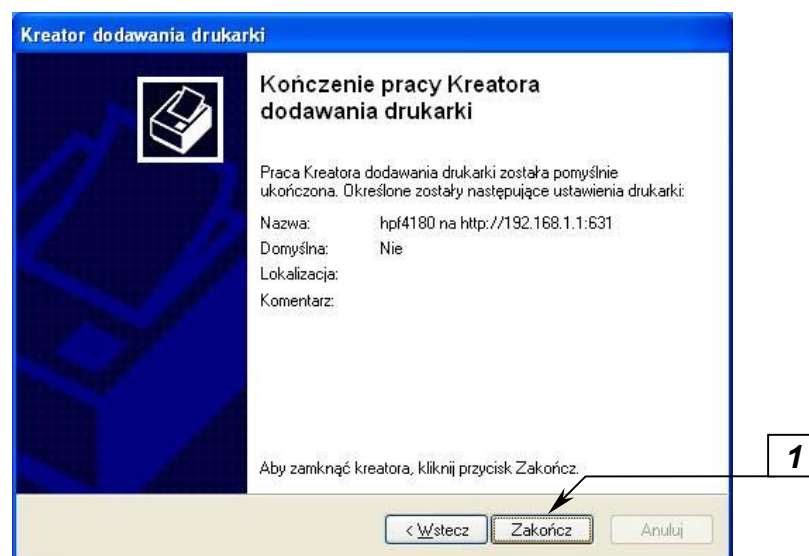 Kreator dodawania drukarki
Kończenie pracy Kreatora
dodawania drukarki
Praca Kreatora dodawania drukarki została pomyślnie
ukończona. Określone zostały następujące ustawienia drukarki:
Nazwa: hpf4180 na http://192.168.1.1:631
Domyślna: Nie
Lokalizacja:
Komentarz:
Aby zamknąć kreatora, kliknij przycisk Zakończ.
1
< Wstecz Zakończ Anuluj